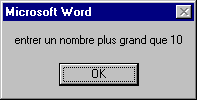 Microsoft Word
entrer un nombre plus grand que 10
OK